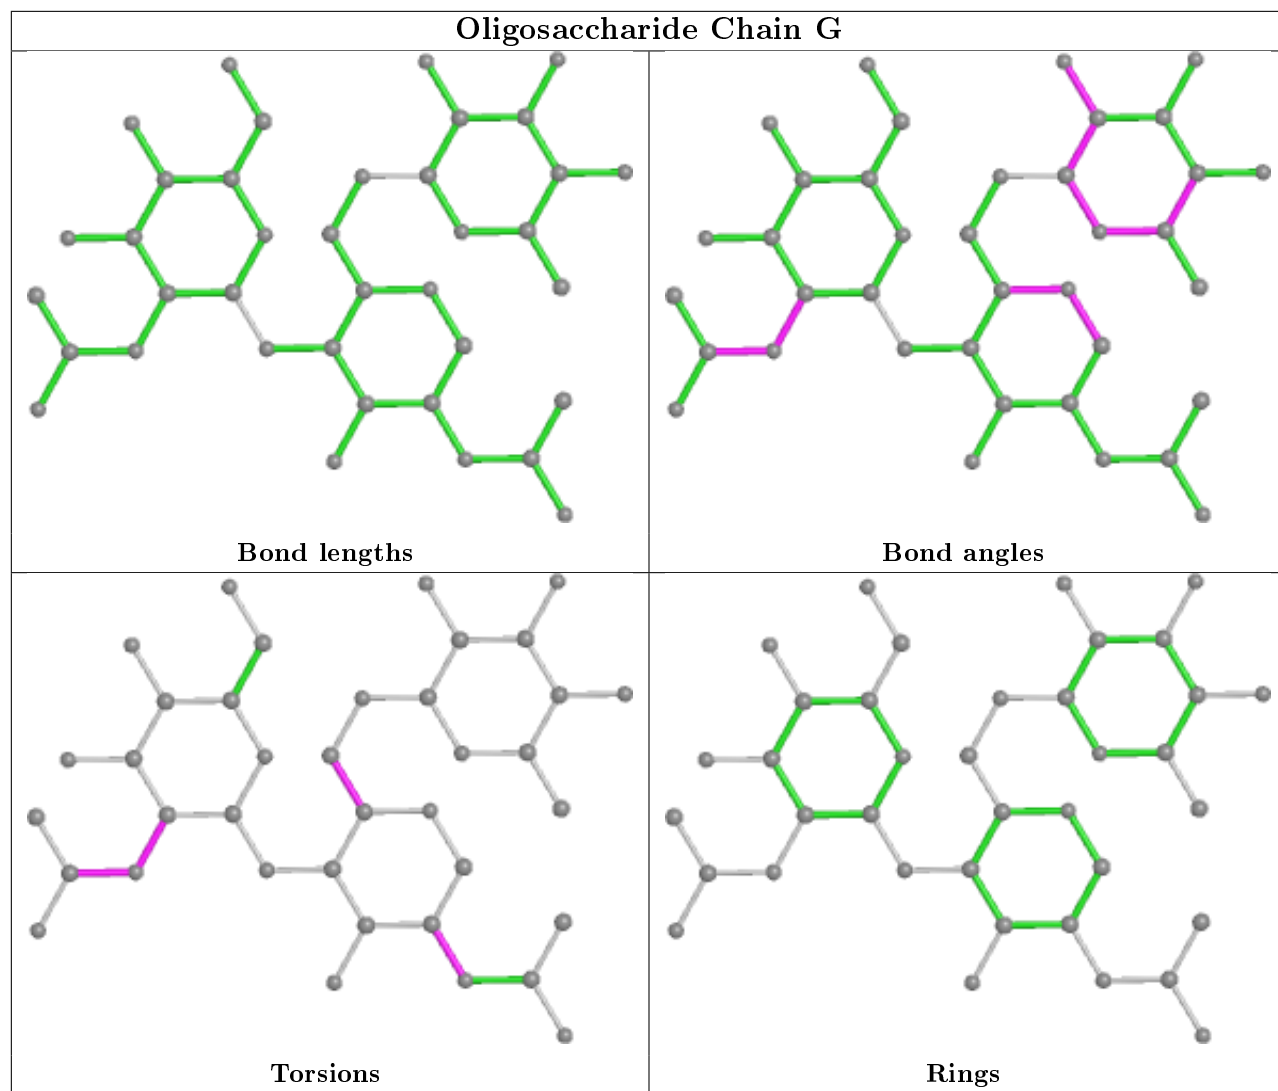 Oligosaccharide Chain G
Bond lengths
Bond angles
Torsions
Rings